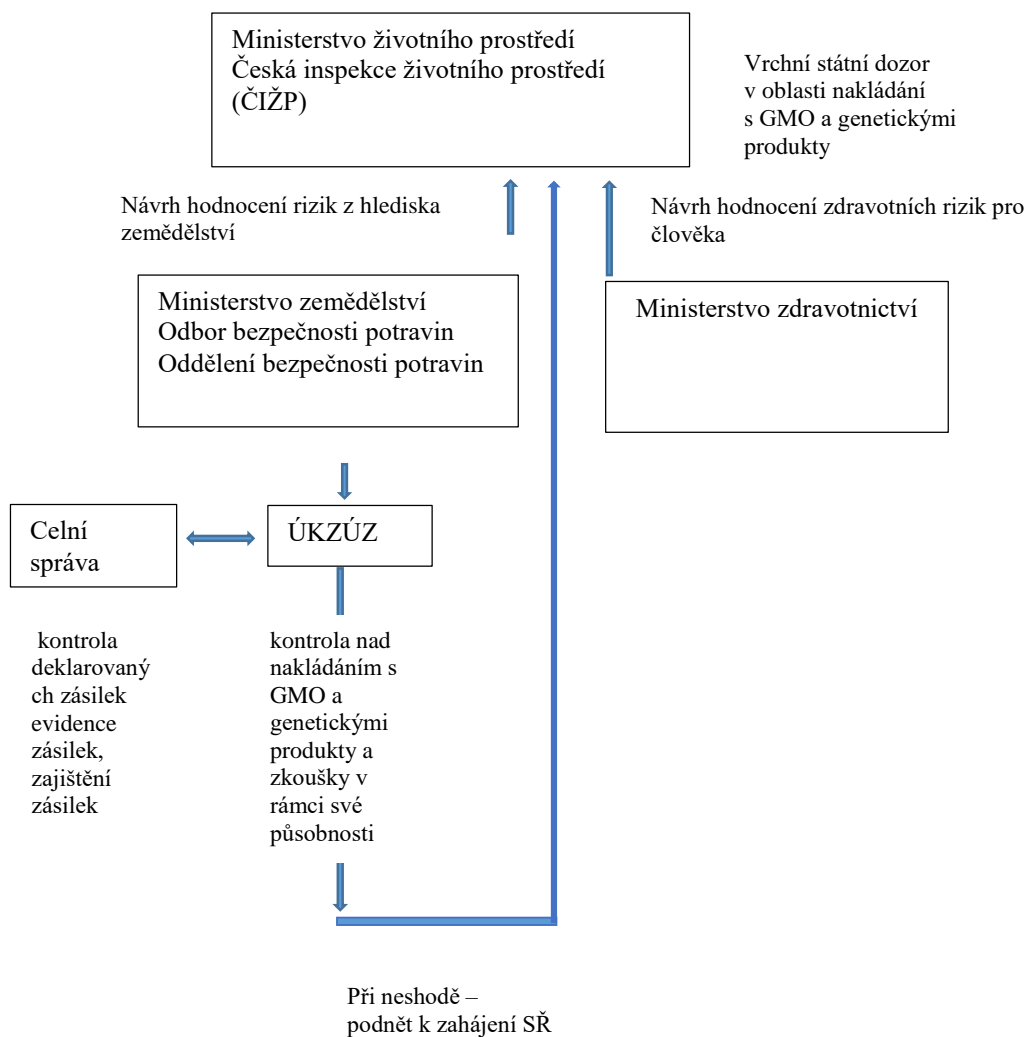 Ministerstvo životního prostředí
Česká inspekce životního prostředí
(ČIŽP)
Vrchní státní dozor
v oblasti nakládání
s GMO a genetickými
produkty
Návrh hodnocení rizik z hlediska
zemědělství
Návrh hodnocení zdravotních rizik pro
člověka
Ministerstvo zemědělství
Odbor bezpečnosti potravin
Oddělení bezpečnosti potravin
Ministerstvo zdravotnictví
Celní
správa
ÚKZÚZ
kontrola
deklarovaný
ch zásilek
evidence
zásilek,
zajištění
zásilek
kontrola nad
nakládáním s
GMO a
genetickými
produkty a
zkoušky v
rámci své
působnosti
Při neshodě –
podnět k zahájení SŘ